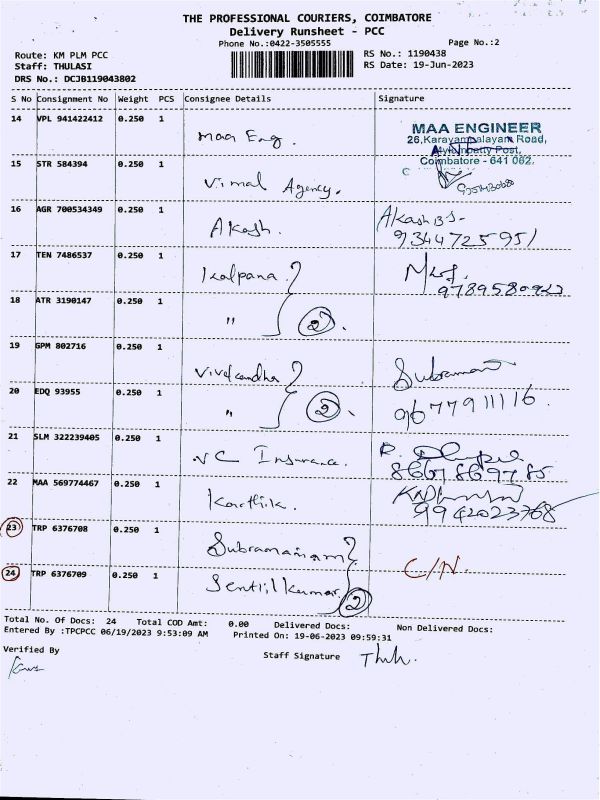 THE PROFESSIONAL COURIERS, COIMBATORE
Delivery Runsheet - PCC
Phone No.:0422-3505555 Page No.:2
Route: KM PLM PCC RS No.: 1190438
Staff: THULASI RS Date: 19-Jun-2023
DRS No.: DCJB119043802
S No Consignment No Weight PCS Consignee Details Signature
14 VPL 941422412 0.250 1 Maa Eng.
MAA ENGINEER
26,Karayampalayam Road,
Post,
Coimbatore - 641 062.
15 STR 584394 0.250 1 Vimal Agency.
16 AGR 700534349 0.250 1 Akash. Akash BS-
9344725951
17 TEN 7486537 0.250 1 Kalpana
9789580923
18 ATR 3190147 0.250 1 " 2.
19 GPM 802716 0.250 1
20 EDQ 93955 0.250 1 " 2. 9677911116.
21 SLM 322239405 0.250 1 VC Insurance.
8667869785
22 MAA 569774467 0.250 1 Karthik.
9942023768
23 TRP 6376708 0.250 1 Subramaniam
C/N.
24 TRP 6376709 0.250 1 Sentilkumar. 2
Total No. Of Docs: 24 Total COD Amt: 0.00 Delivered Docs: Non Delivered Docs:
Entered By :TPCPCC 06/19/2023 9:53:09 AM Printed On: 19-06-2023 09:59:31
Verified By Staff Signature